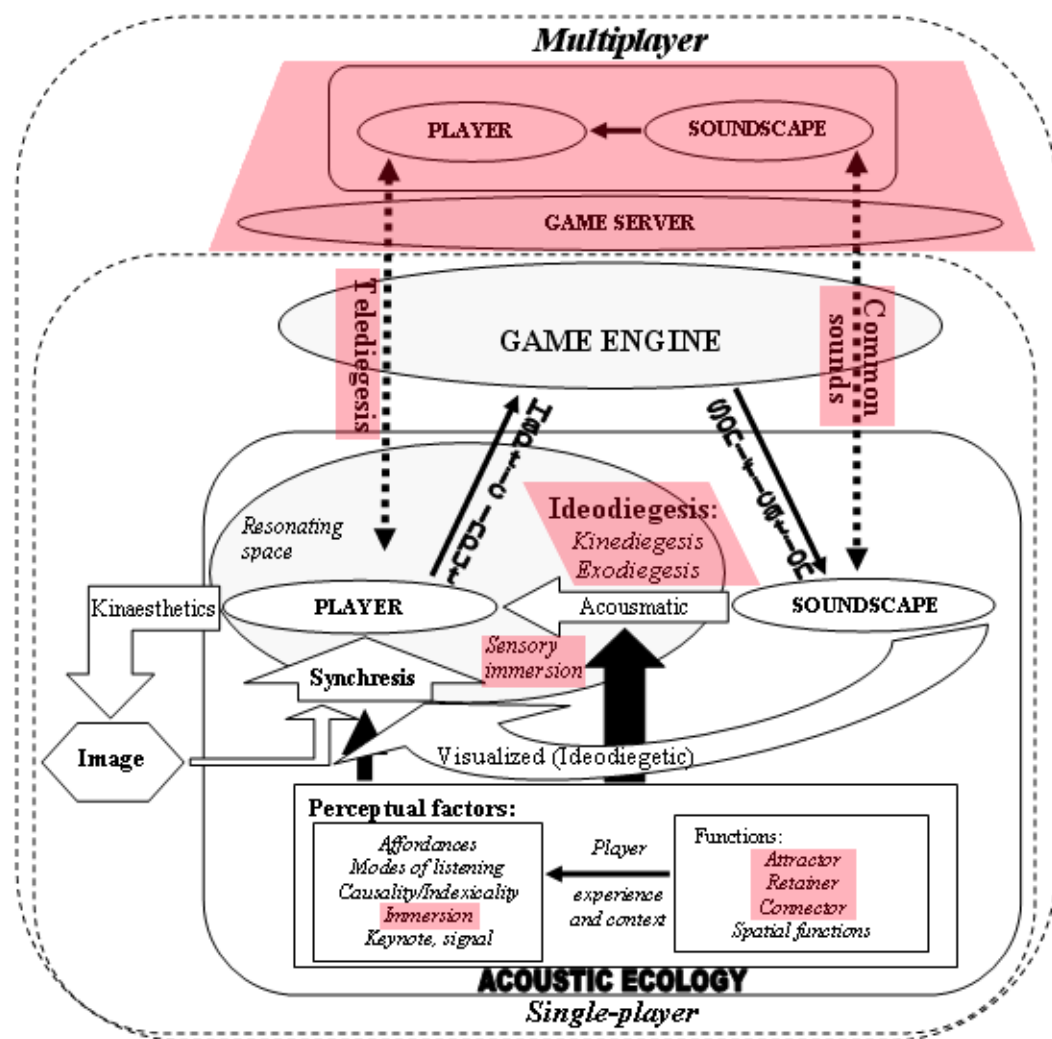 Multiplayer
PLAYER
SOUNDSCAPE
GAME SERVER
Telediegesis
Common
sounds
GAME ENGINE
HAPTIC INPUT
SONIFICATION
Resonating
space
Ideodiegesis:
Kinediegesis
Exodiegesis
Kinaesthetics
PLAYER
Acousmatic
SOUNDSCAPE
Sensory
immersion
Synchresis
Image
Visualized (Ideodiegetic)
Perceptual factors:
Affordances
Modes of listening
Causality/Indexicality
Immersion
Keynote, signal
Player
experience
and context
Functions:
Attractor
Retainer
Connector
Spatial functions
ACOUSTIC ECOLOGY
Single-player